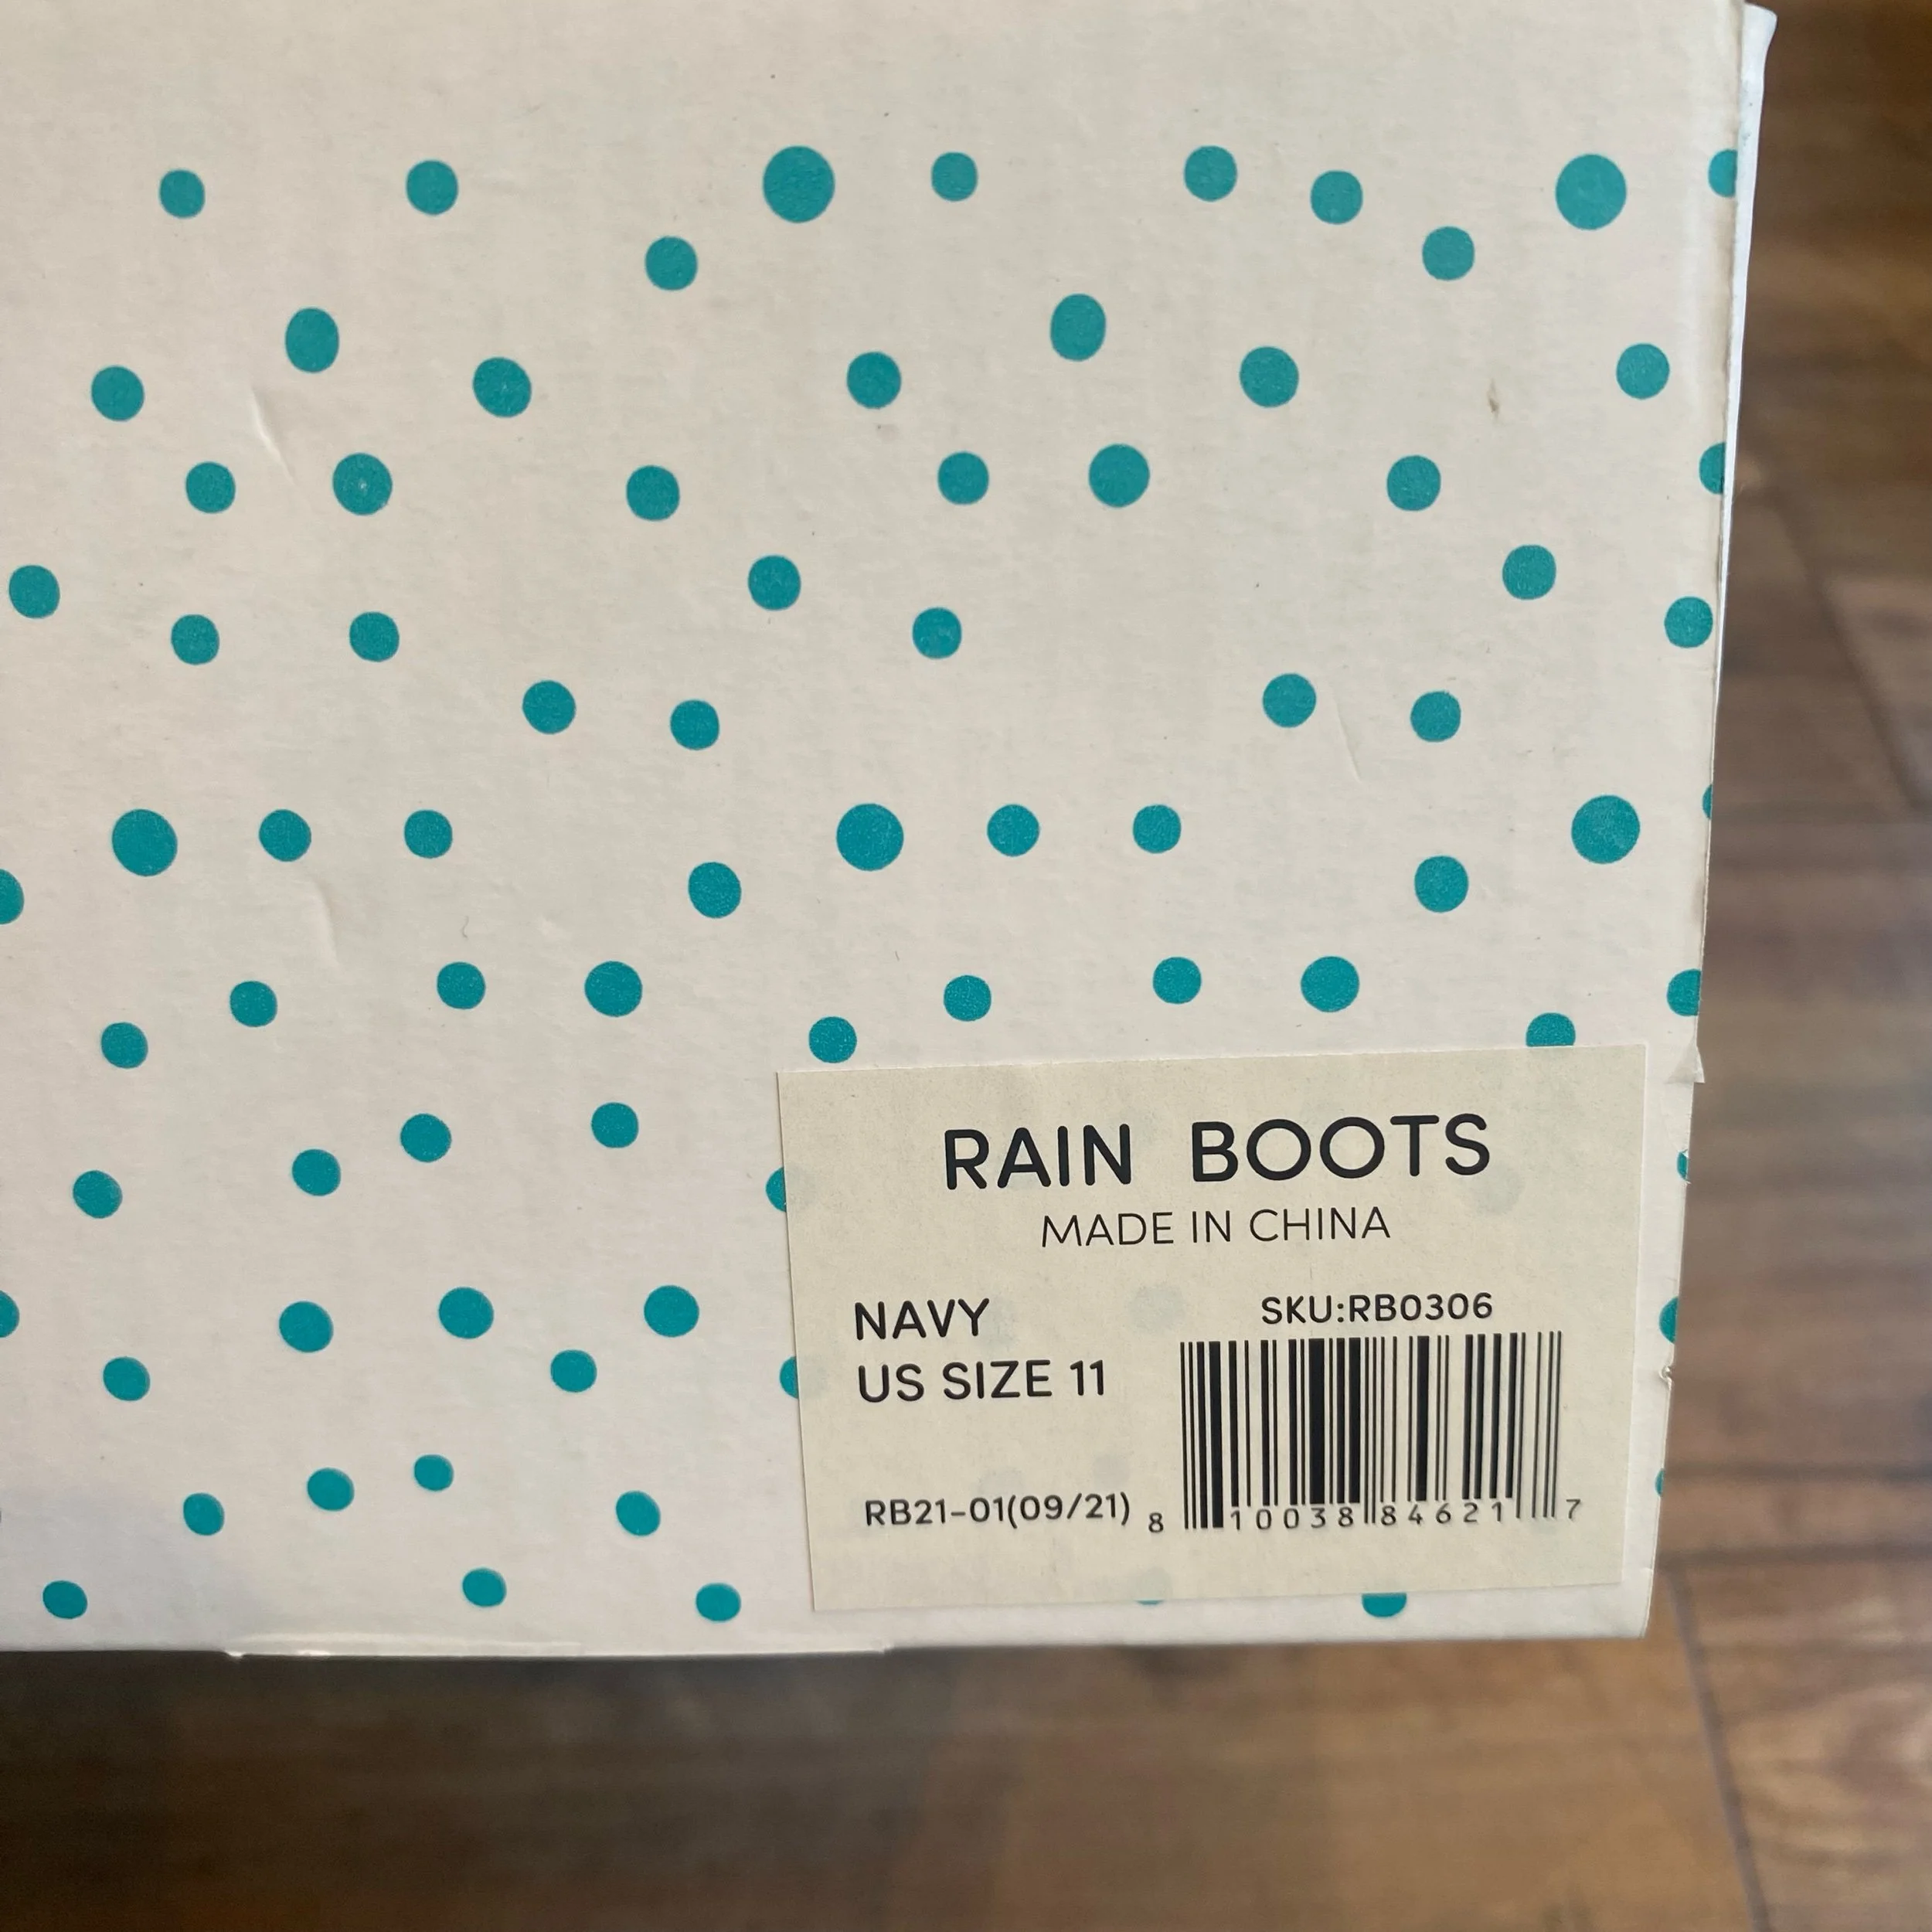 RAIN BOOTS
MADE IN CHINA
NAVY
SKU:RB0306
US SIZE 11
RB21-01(09/21)
8 10038 84621 7